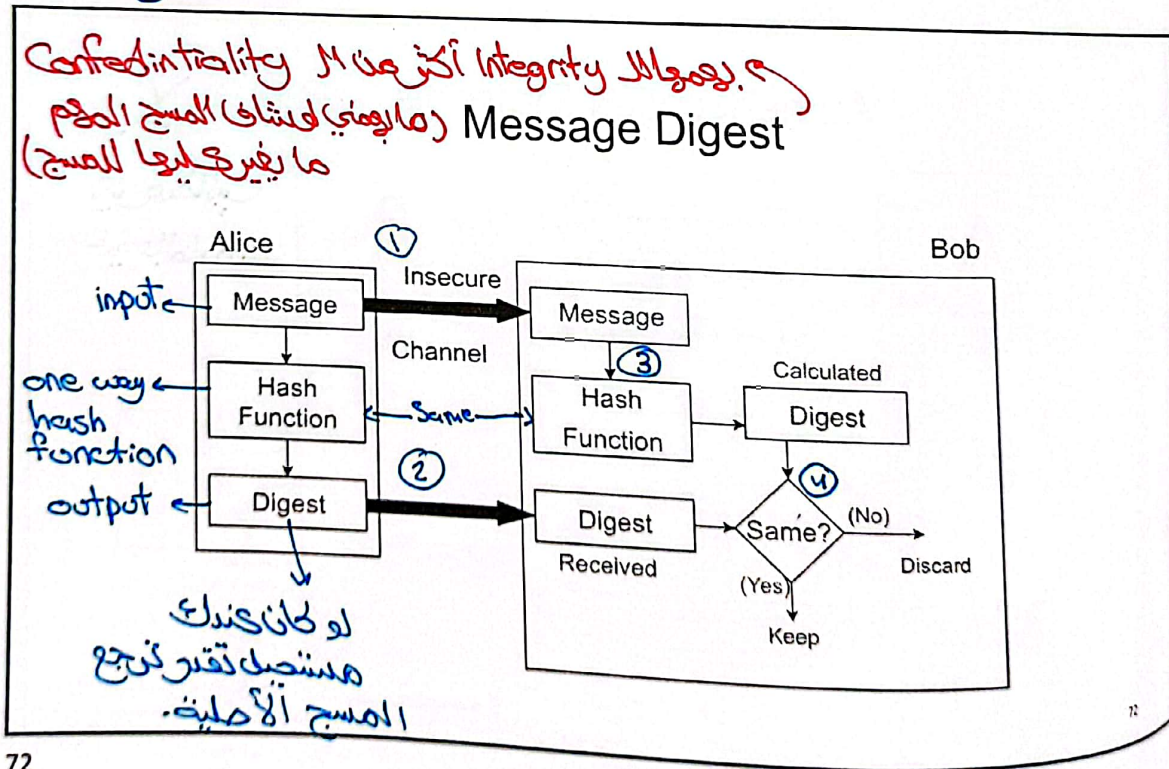 بهمها الـ Integrity أكثر من الـ Confedintiality
(ما يهمني لو شاف المسج المهم Message Digest
ما يغير عليها للمسج)
Alice
①
Insecure
Bob
input
Message
Message
Channel
③
Calculated
one way
hash
function
Hash
Function
Same
Hash
Function
Digest
②
④
output
Digest
Digest
Received
Same?
(No)
Discard
(Yes)
Keep
لو كان عندك
مستحيل تقدر ترجع
المسج الأصلية.
72
72